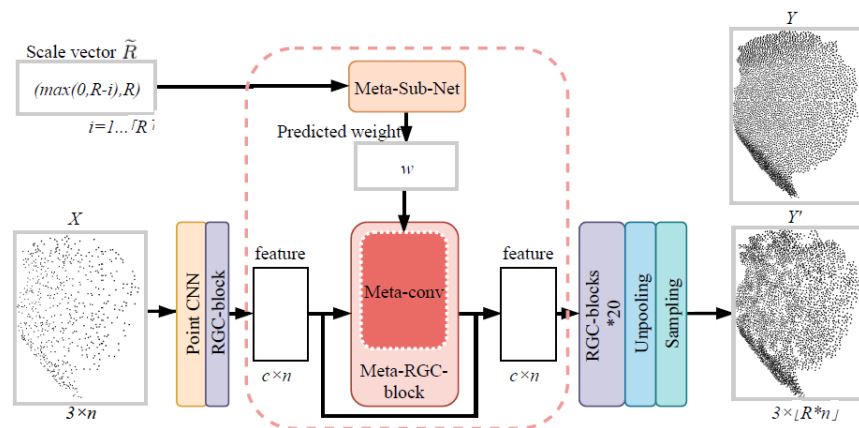 Scale vector R̃
(max(0,R-i),R)
i=1...⌈R⌉
Meta-Sub-Net
Predicted weight
w
Y
X
Point CNN
RGC-block
feature
c×n
Meta-conv
Meta-RGC-
block
feature
c×n
RGC-blocks
*20
Unpooling
Sampling
Y'
3×n
3×⌊R*n⌋